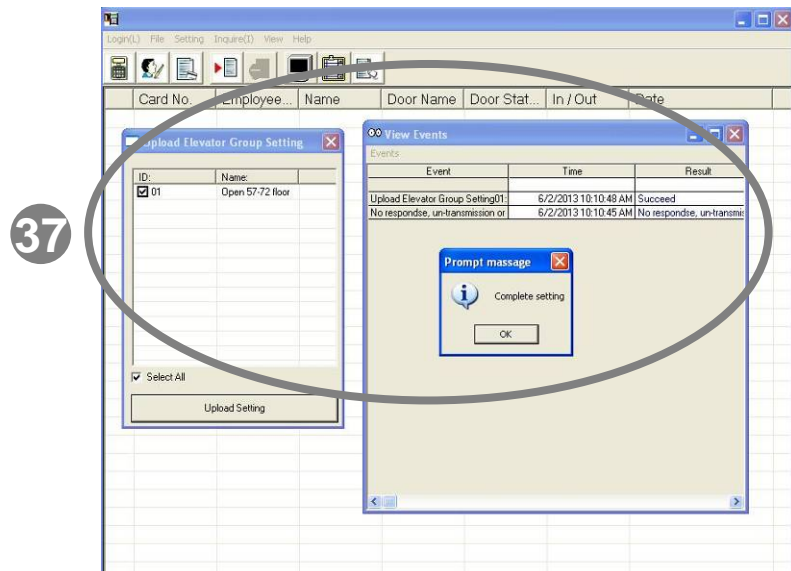 Login(L) File Setting Inquire(I) View Help
Card No. Employee... Name Door Name Door Stat... In / Out Date
37
Upload Elevator Group Setting
ID: Name:
01 Open 57-72 floor
Select All
Upload Setting
View Events
Events
Event Time Result
Upload Elevator Group Setting01: 6/2/2013 10:10:48 AM Succeed
No respondse, un-transmission or 6/2/2013 10:10:45 AM No respondse, un-transmis
Prompt massage
Complete setting
OK